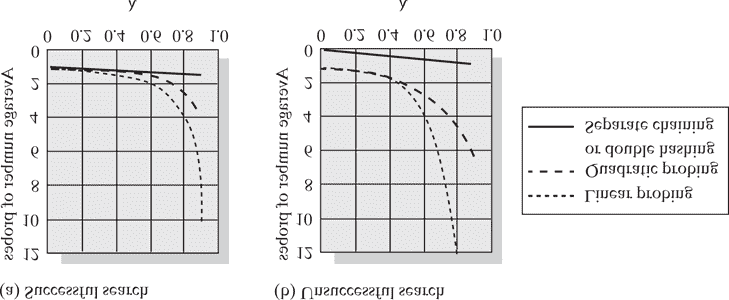 (a) Successful search
Average number of probes
12
10
8
6
4
2
0
0 0.2 0.4 0.6 0.8 1.0
λ
(b) Unsuccessful search
Average number of probes
12
10
8
6
4
2
0
0 0.2 0.4 0.6 0.8 1.0
λ
Linear probing
Quadratic probing
or double hashing
Separate chaining